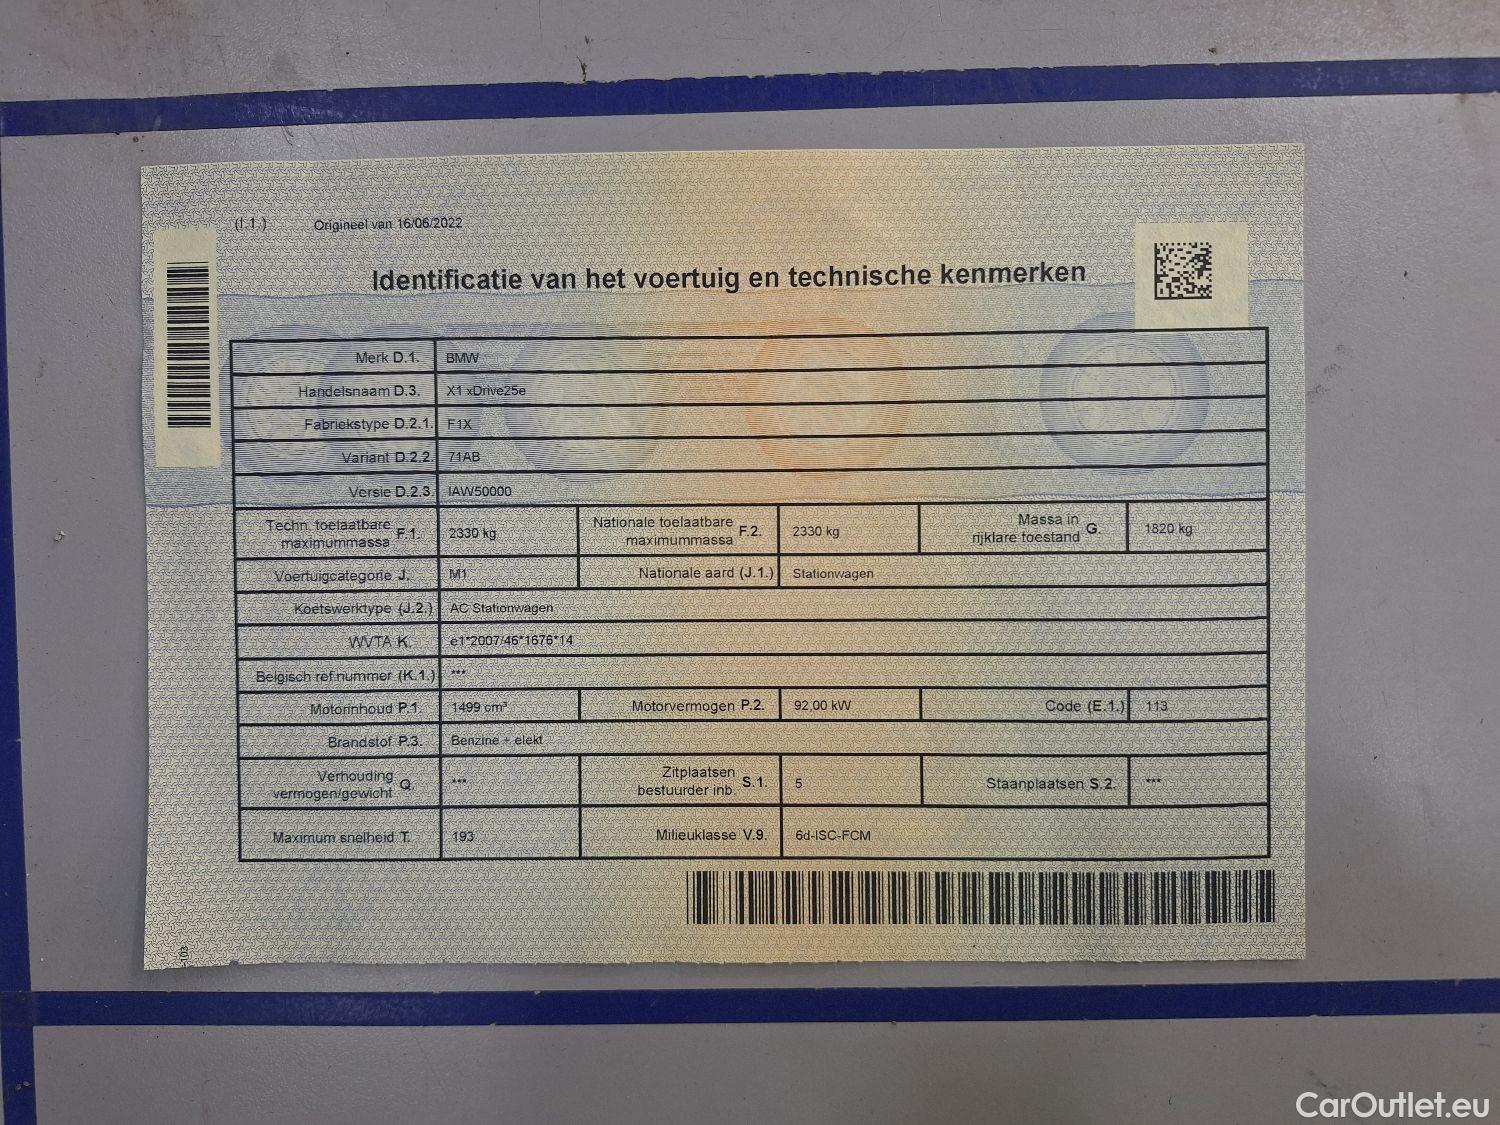 (I.1.) Origineel van 16/06/2022
Identificatie van het voertuig en technische kenmerken
Merk D.1. BMW
Handelsnaam D.3. X1 xDrive25e
Fabriekstype D.2.1. F1X
Variant D.2.2. 71AB
Versie D.2.3. IAW50000
Techn. toelaatbare maximummassa F.1. 2330 kg Nationale toelaatbare maximummassa F.2. 2330 kg Massa in rijklare toestand G. 1820 kg
Voertuigcategorie J. M1 Nationale aard (J.1.) Stationwagen
Koetswerktype (J.2.) AC Stationwagen
WVTA K. e1*2007/46*1676*14
Belgisch ref.nummer (K.1.) ***
Motorinhoud P.1. 1499 cm³ Motorvermogen P.2. 92,00 kW Code (E.1.) 113
Brandstof P.3. Benzine + elekt
Verhouding vermogen/gewicht Q. *** Zitplaatsen bestuurder inb. S.1. 5 Staanplaatsen S.2. ***
Maximum snelheid T. 193 Milieuklasse V.9. 6d-ISC-FCM
CarOutlet.eu